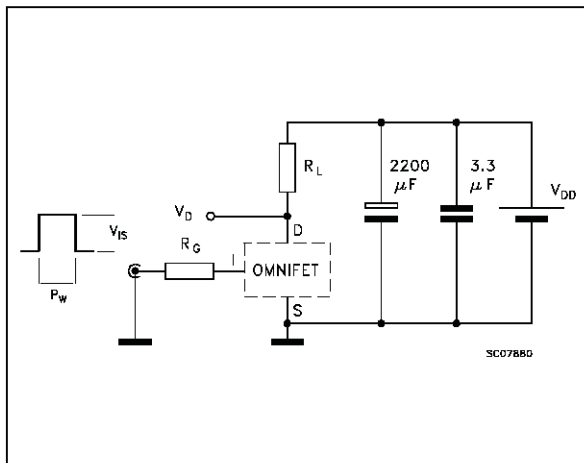 R_L
2200
µF
3.3
µF
V_DD
V_D
D
V_IS
R_G
I
OMNIFET
P_W
S
SC07880